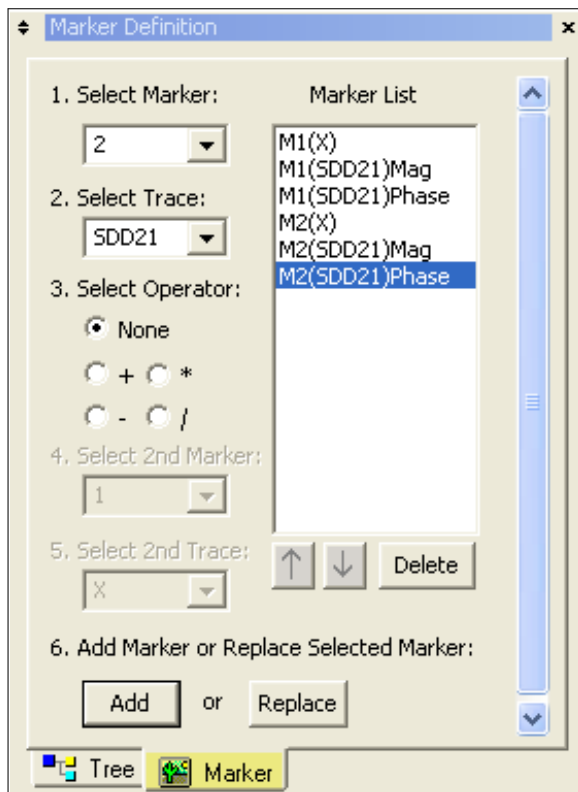 Marker Definition
1. Select Marker:
2
2. Select Trace:
SDD21
3. Select Operator:
None
+ *
- /
4. Select 2nd Marker:
1
5. Select 2nd Trace:
X
Marker List
M1(X)
M1(SDD21)Mag
M1(SDD21)Phase
M2(X)
M2(SDD21)Mag
M2(SDD21)Phase
Delete
6. Add Marker or Replace Selected Marker:
Add or Replace
Tree Marker